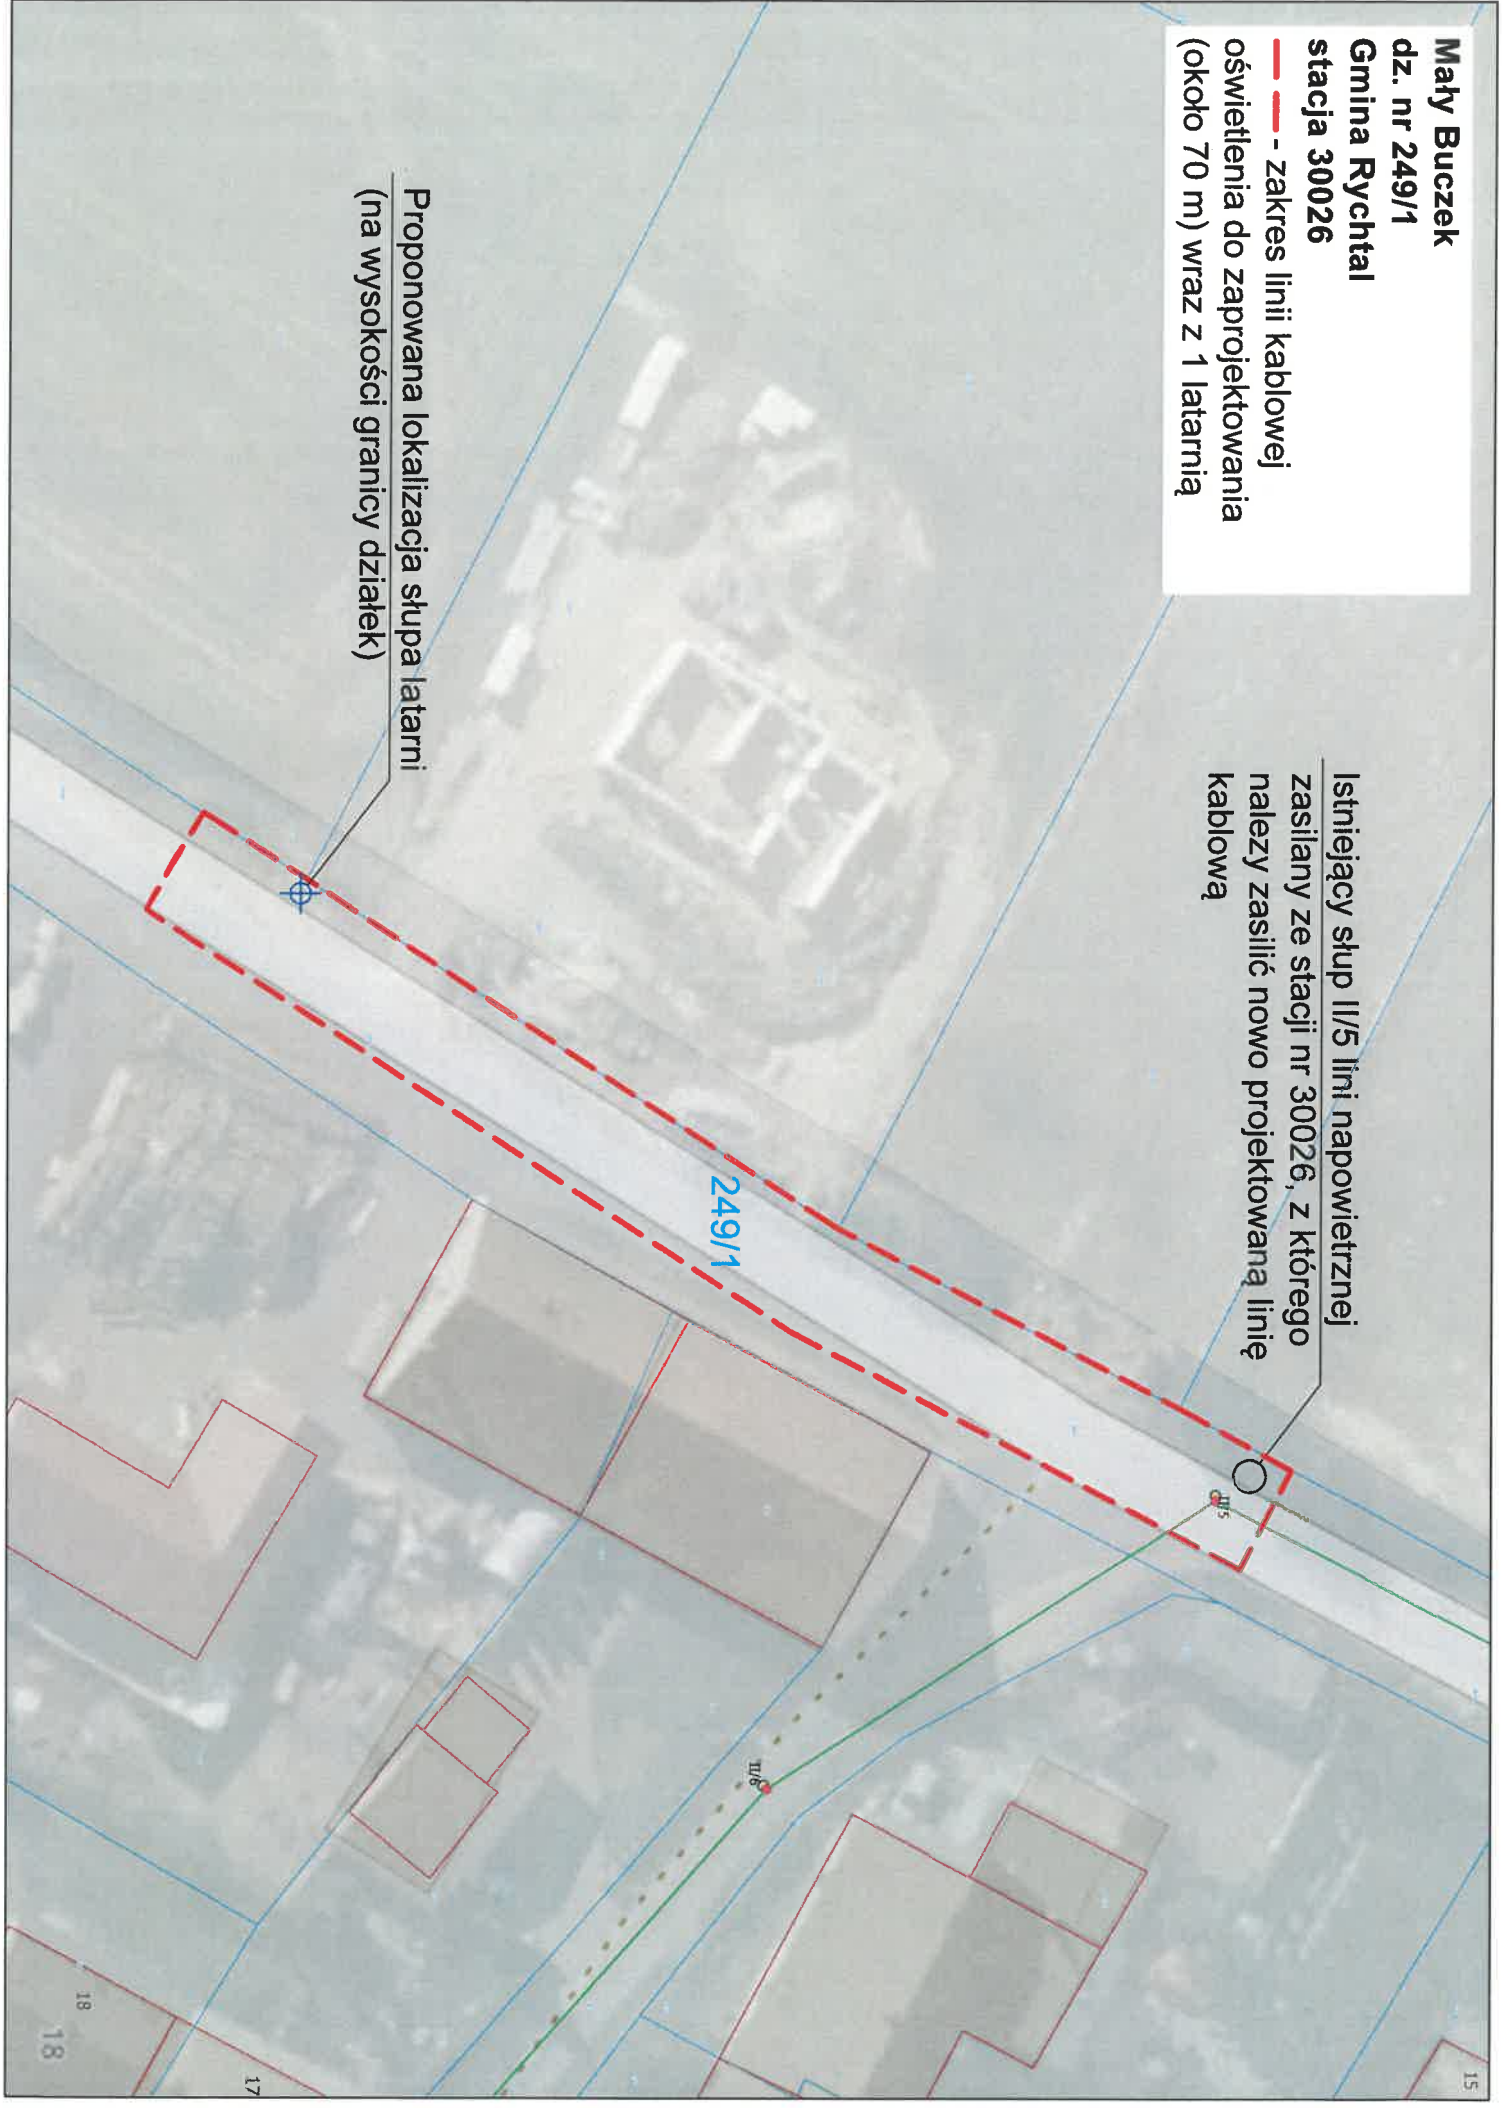 Mały Buczek
dz. nr 249/1
Gmina Rychtal
stacja 30026
- zakres linii kablowej
oświetlenia do zaprojektowania
(około 70 m) wraz z 1 latarnią
Istniejący słup II/5 lini napowietrznej
zasilany ze stacji nr 30026, z którego
nalezy zasilić nowo projektowaną linię
kablową
Proponowana lokalizacja słupa latarni
(na wysokości granicy działek)
249/1
II/5
II/6
15
17
18
18